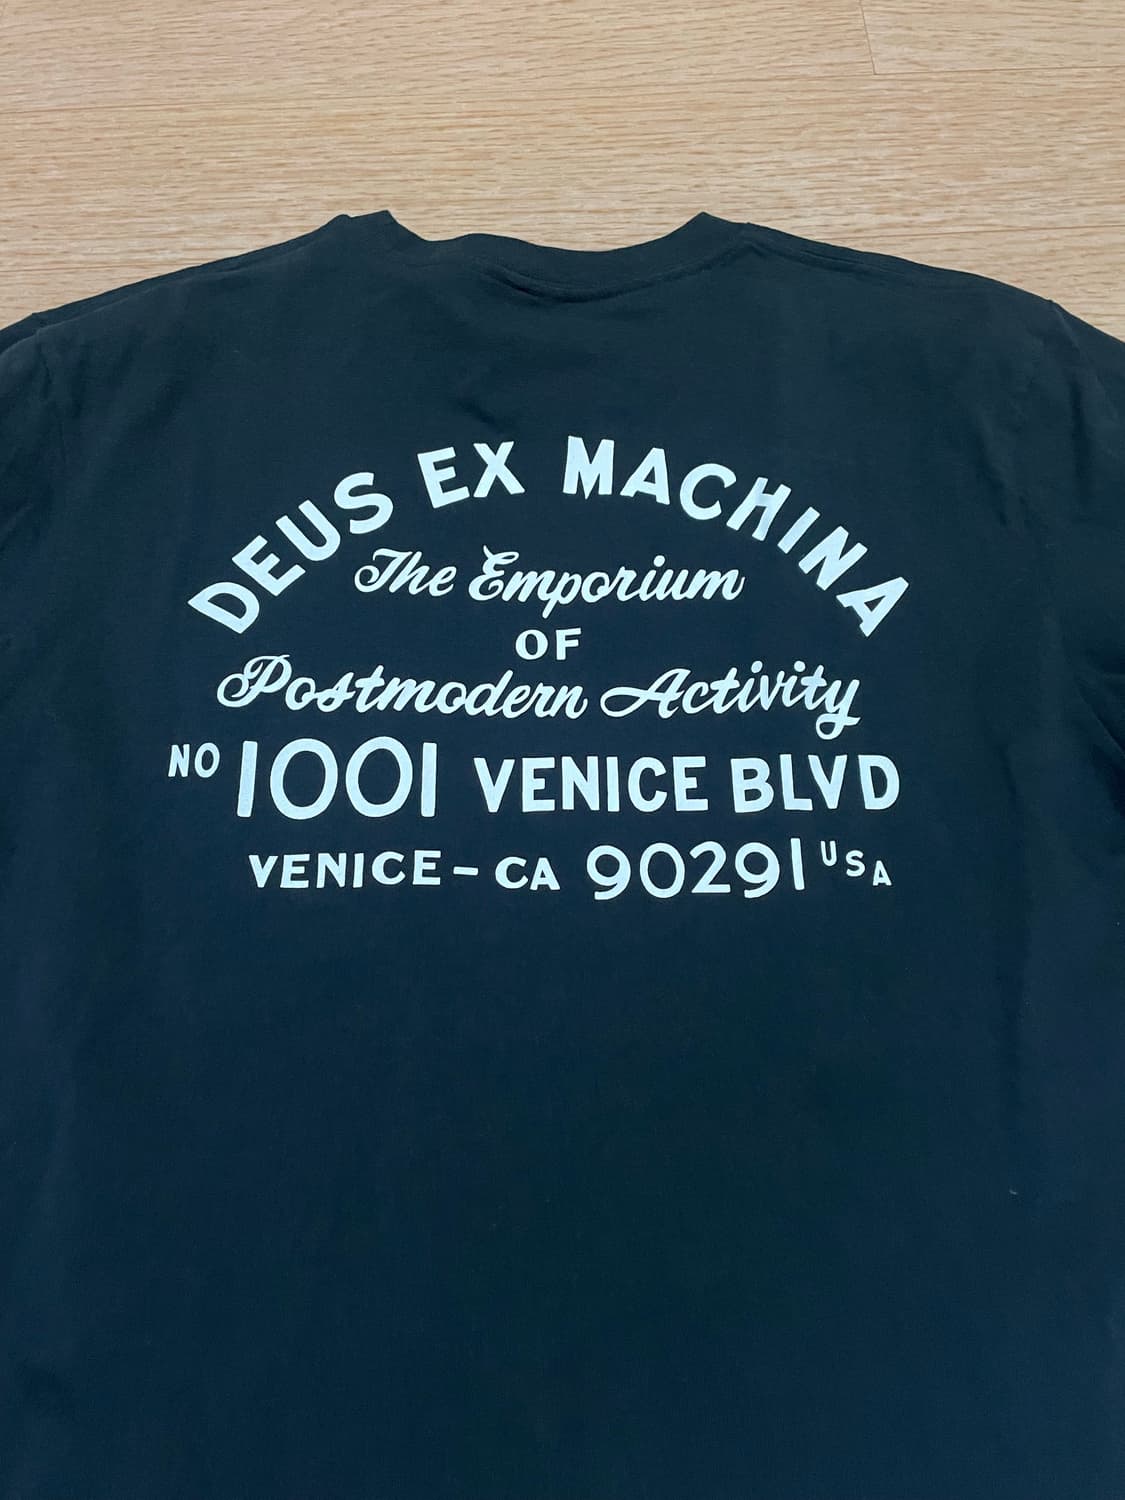 DEUS EX MACHINA
The Emporium
OF
Postmodern Activity
NO 1001 VENICE BLVD
VENICE - CA 90291 USA